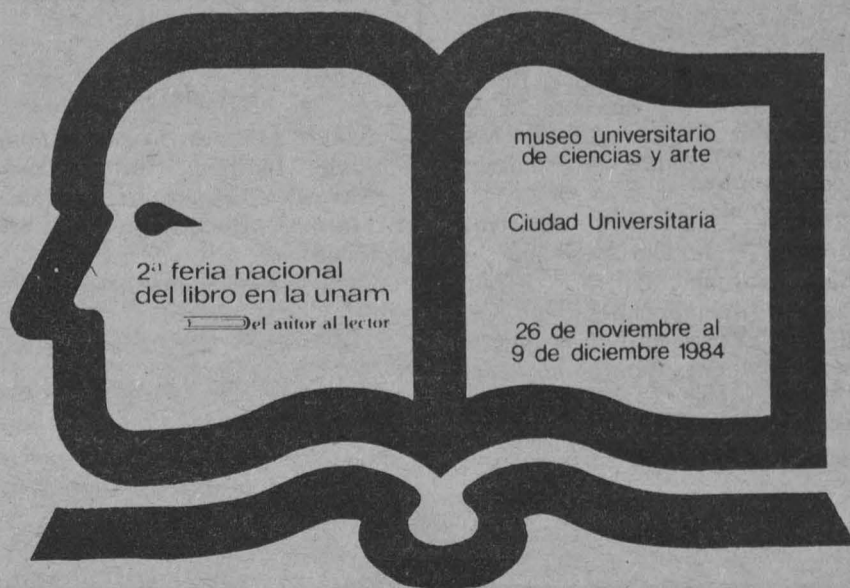 2ª feria nacional
del libro en la unam
Del autor al lector
museo universitario
de ciencias y arte
Ciudad Universitaria
26 de noviembre al
9 de diciembre 1984